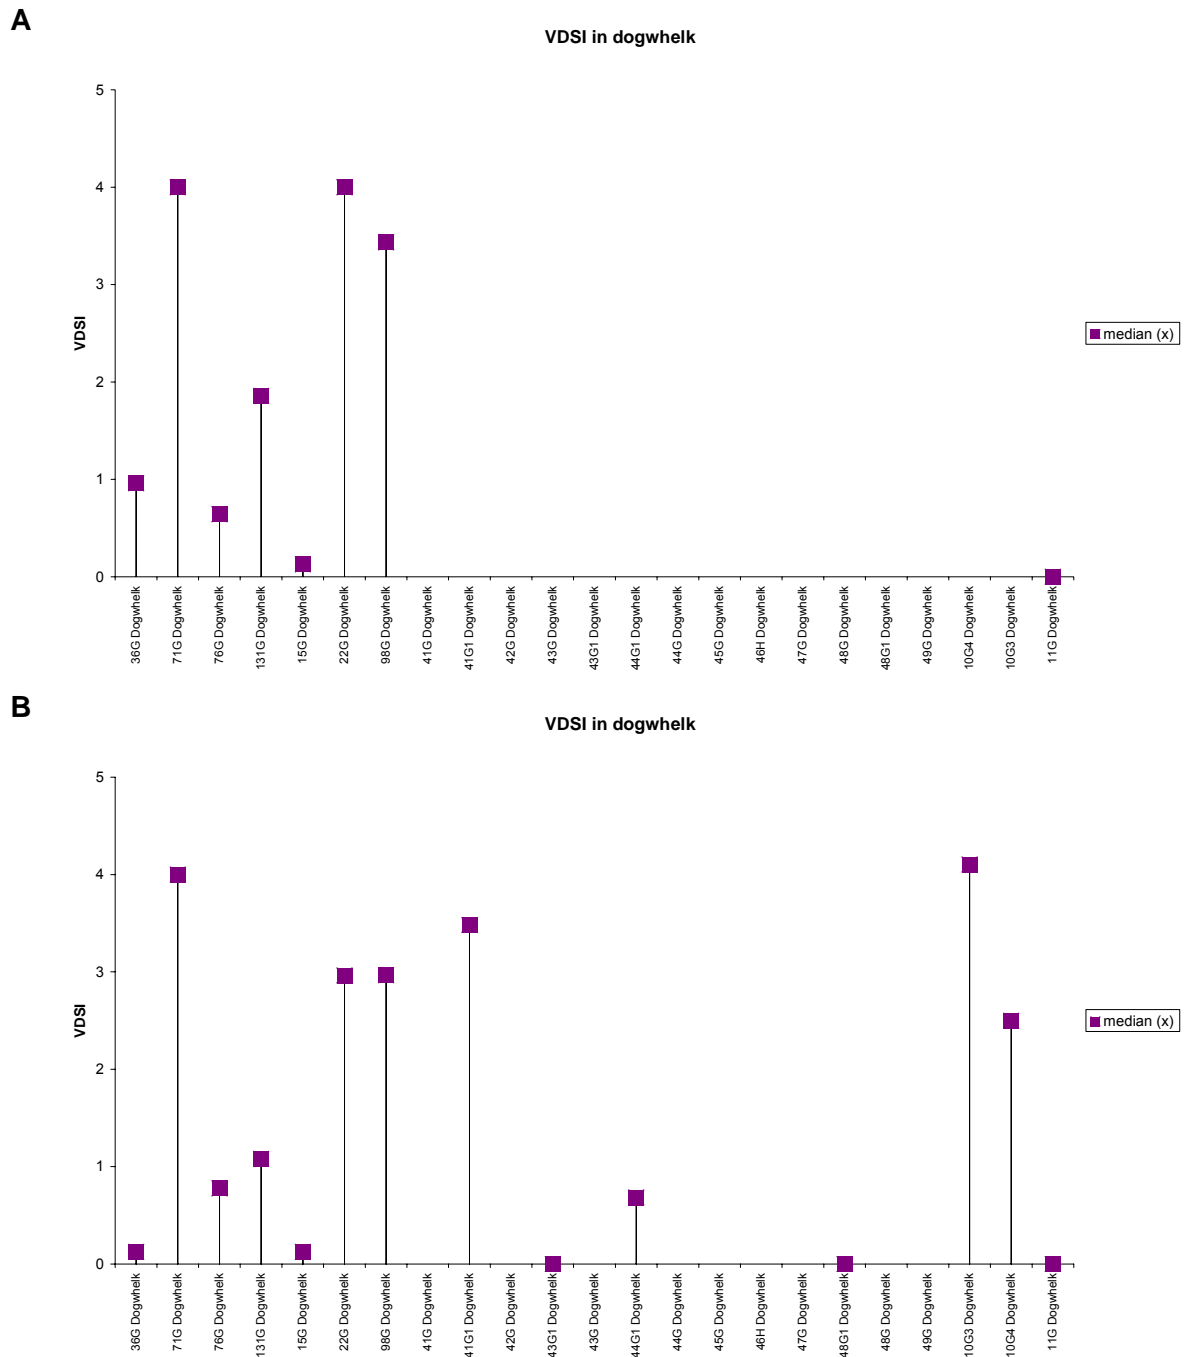 A
VDSI in dogwhelk
5
4
3
2
1
0
VDSI
median (x)
36G Dogwhelk
71G Dogwhelk
76G Dogwhelk
131G Dogwhelk
15G Dogwhelk
22G Dogwhelk
98G Dogwhelk
41G Dogwhelk
41G1 Dogwhelk
42G Dogwhelk
43G Dogwhelk
43G1 Dogwhelk
44G1 Dogwhelk
44G Dogwhelk
45G Dogwhelk
46H Dogwhelk
47G Dogwhelk
48G Dogwhelk
48G1 Dogwhelk
49G Dogwhelk
10G4 Dogwhelk
10G3 Dogwhelk
11G Dogwhelk
B
VDSI in dogwhelk
5
4
3
2
1
0
VDSI
median (x)
36G Dogwhelk
71G Dogwhelk
76G Dogwhelk
131G Dogwhelk
15G Dogwhelk
22G Dogwhelk
98G Dogwhelk
41G Dogwhelk
41G1 Dogwhelk
42G Dogwhelk
43G1 Dogwhelk
43G Dogwhelk
44G1 Dogwhelk
44G Dogwhelk
45G Dogwhelk
46H Dogwhelk
47G Dogwhelk
48G1 Dogwhelk
48G Dogwhelk
49G Dogwhelk
10G3 Dogwhelk
10G4 Dogwhelk
11G Dogwhelk